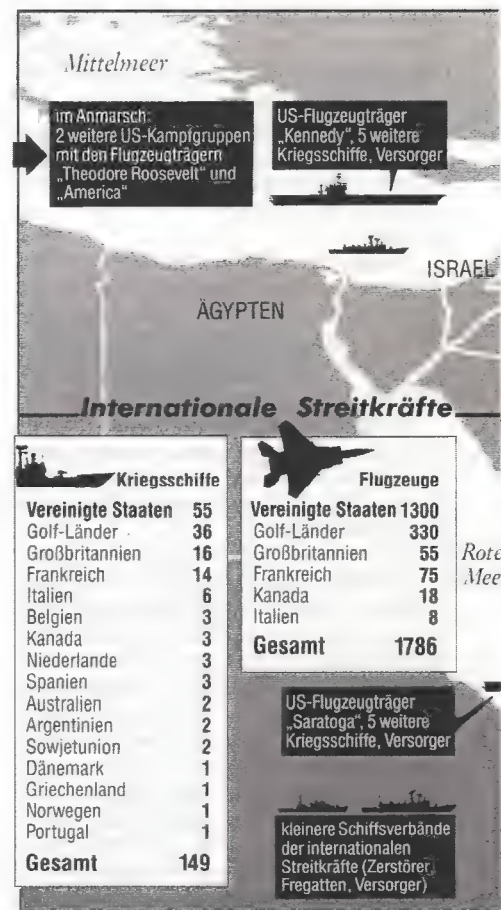 Mittelmeer
im Anmarsch:
2 weitere US-Kampfgruppen
mit den Flugzeugträgern
„Theodore Roosevelt“ und
„America“
US-Flugzeugträger
„Kennedy“, 5 weitere
Kriegsschiffe, Versorger
ISRAEL
ÄGYPTEN
Internationale Streitkräfte
Kriegsschiffe
Vereinigte Staaten 55
Golf-Länder 36
Großbritannien 16
Frankreich 14
Italien 6
Belgien 3
Kanada 3
Niederlande 3
Spanien 3
Australien 2
Argentinien 2
Sowjetunion 2
Dänemark 1
Griechenland 1
Norwegen 1
Portugal 1
Gesamt 149
Flugzeuge
Vereinigte Staaten 1300
Golf-Länder 330
Großbritannien 55
Frankreich 75
Kanada 18
Italien 8
Gesamt 1786
Rote
Mee
US-Flugzeugträger
„Saratoga“, 5 weitere
Kriegsschiffe, Versorger
kleinere Schiffsverbände
der internationalen
Streitkräfte (Zerstörer,
Fregatten, Versorger)